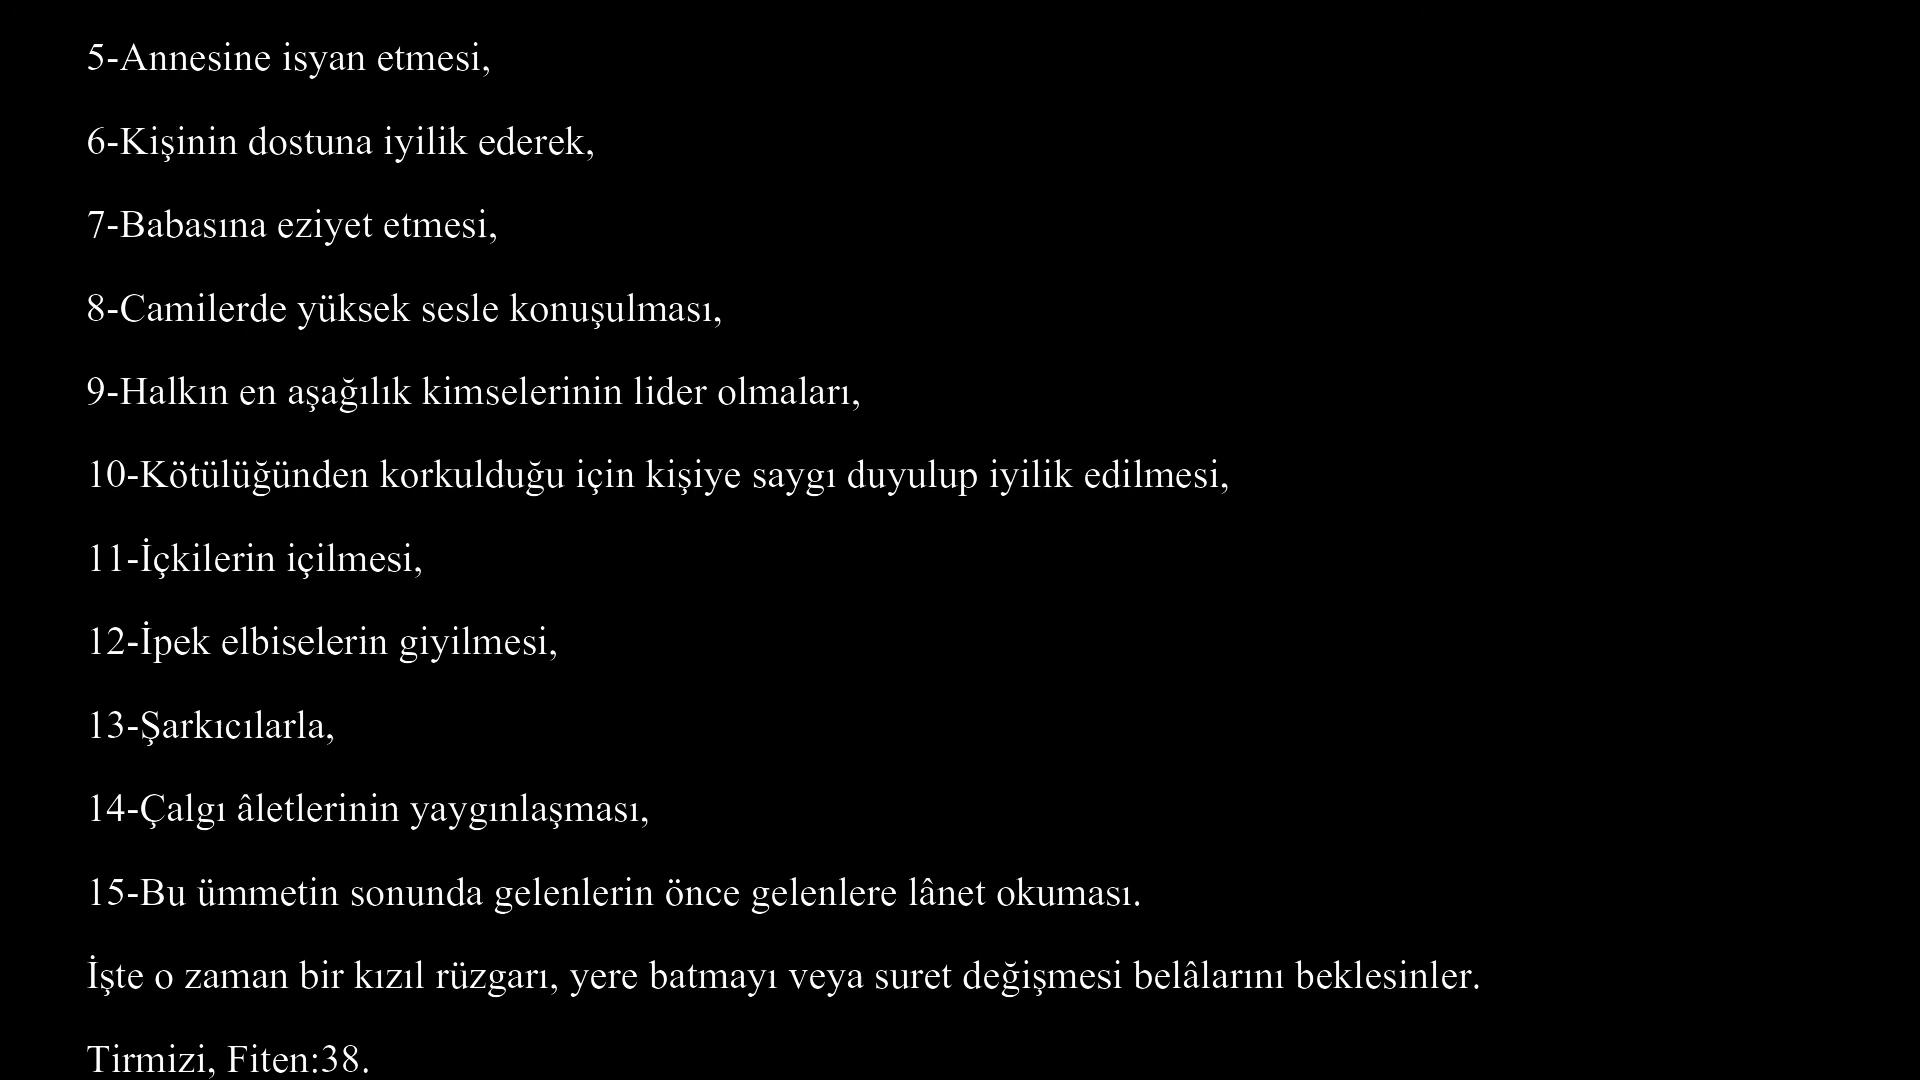 5-Annesine isyan etmesi,
6-Kişinin dostuna iyilik ederek,
7-Babasına eziyet etmesi,
8-Camilerde yüksek sesle konuşulması,
9-Halkın en aşağılık kimselerinin lider olmaları,
10-Kötülüğünden korkulduğu için kişiye saygı duyulup iyilik edilmesi,
11-İçkilerin içilmesi,
12-İpek elbiselerin giyilmesi,
13-Şarkıcılarla,
14-Çalgı âletlerinin yaygınlaşması,
15-Bu ümmetin sonunda gelenlerin önce gelenlere lânet okuması.
İşte o zaman bir kızıl rüzgarı, yere batmayı veya suret değişmesi belâlarını beklesinler.
Tirmizi, Fiten:38.